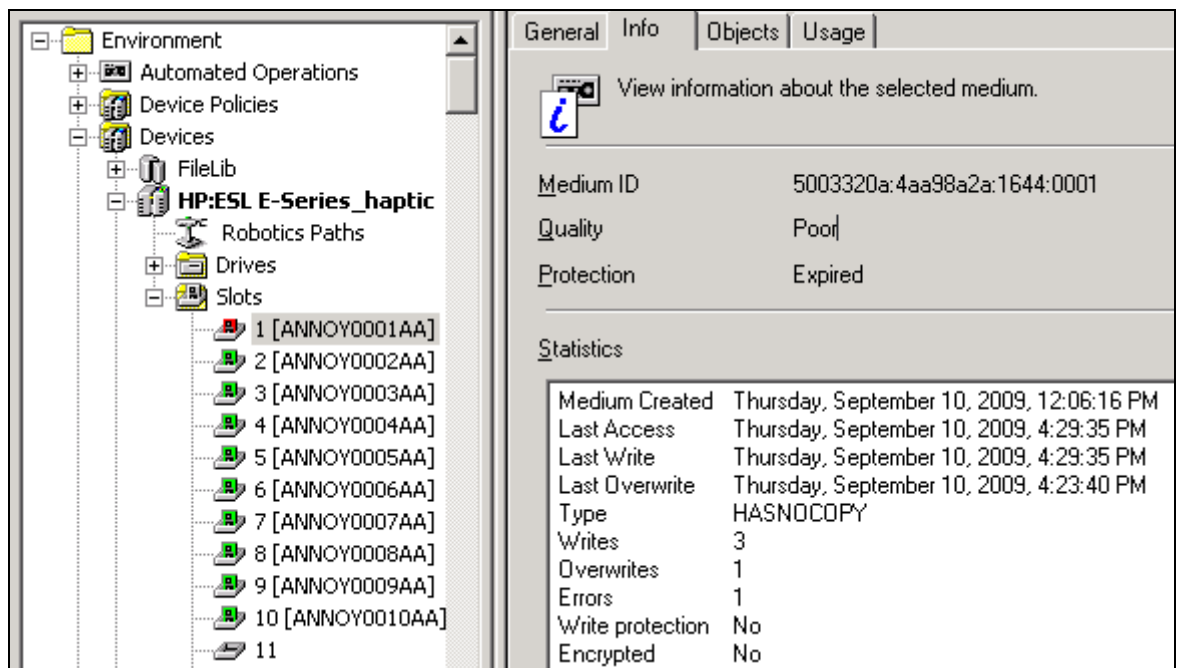 Environment
Automated Operations
Device Policies
Devices
FileLib
HP:ESL E-Series_haptic
Robotics Paths
Drives
Slots
1 [ANNOY0001AA]
2 [ANNOY0002AA]
3 [ANNOY0003AA]
4 [ANNOY0004AA]
5 [ANNOY0005AA]
6 [ANNOY0006AA]
7 [ANNOY0007AA]
8 [ANNOY0008AA]
9 [ANNOY0009AA]
10 [ANNOY0010AA]
11
General Info Objects Usage
View information about the selected medium.
Medium ID 5003320a:4aa98a2a:1644:0001
Quality Poor
Protection Expired
Statistics
Medium Created Thursday, September 10, 2009, 12:06:16 PM
Last Access Thursday, September 10, 2009, 4:29:35 PM
Last Write Thursday, September 10, 2009, 4:29:35 PM
Last Overwrite Thursday, September 10, 2009, 4:23:40 PM
Type HASNOCOPY
Writes 3
Overwrites 1
Errors 1
Write protection No
Encrypted No